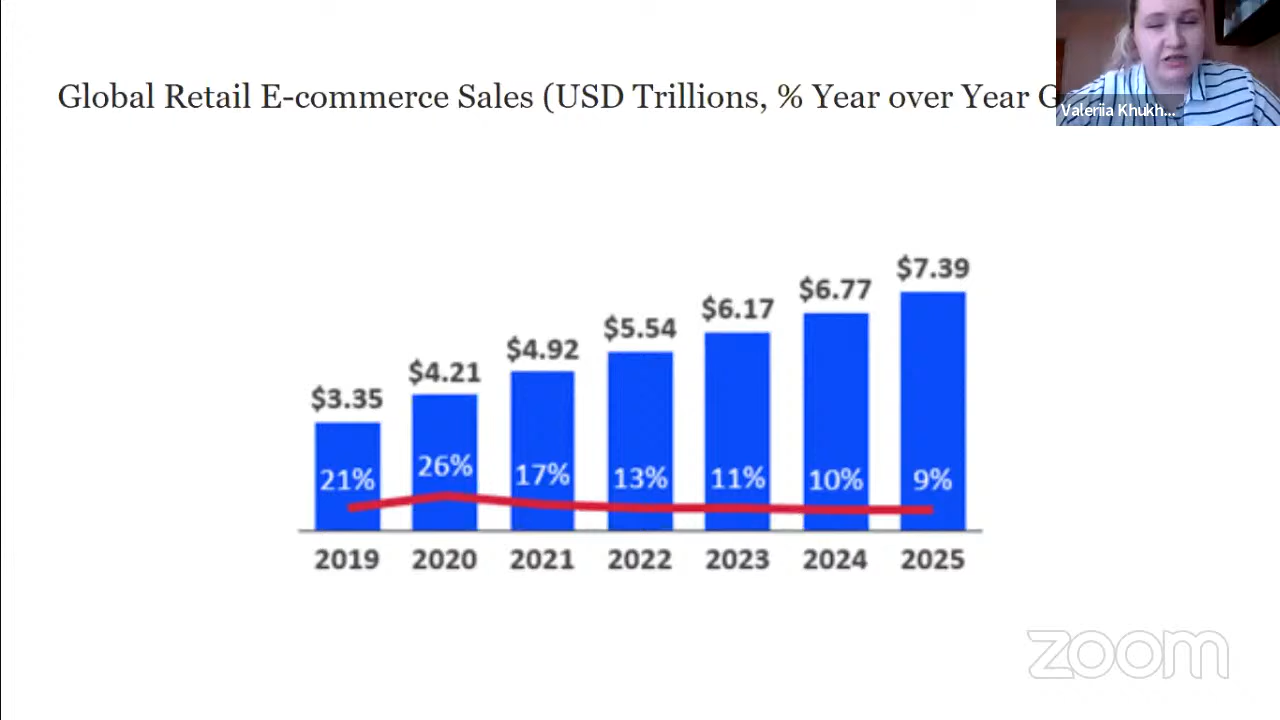 Global Retail E-commerce Sales (USD Trillions, % Year over Year
Valeriia Khukh...
$3.35 $4.21 $4.92 $5.54 $6.17 $6.77 $7.39
21% 26% 17% 13% 11% 10% 9%
2019 2020 2021 2022 2023 2024 2025
zoom